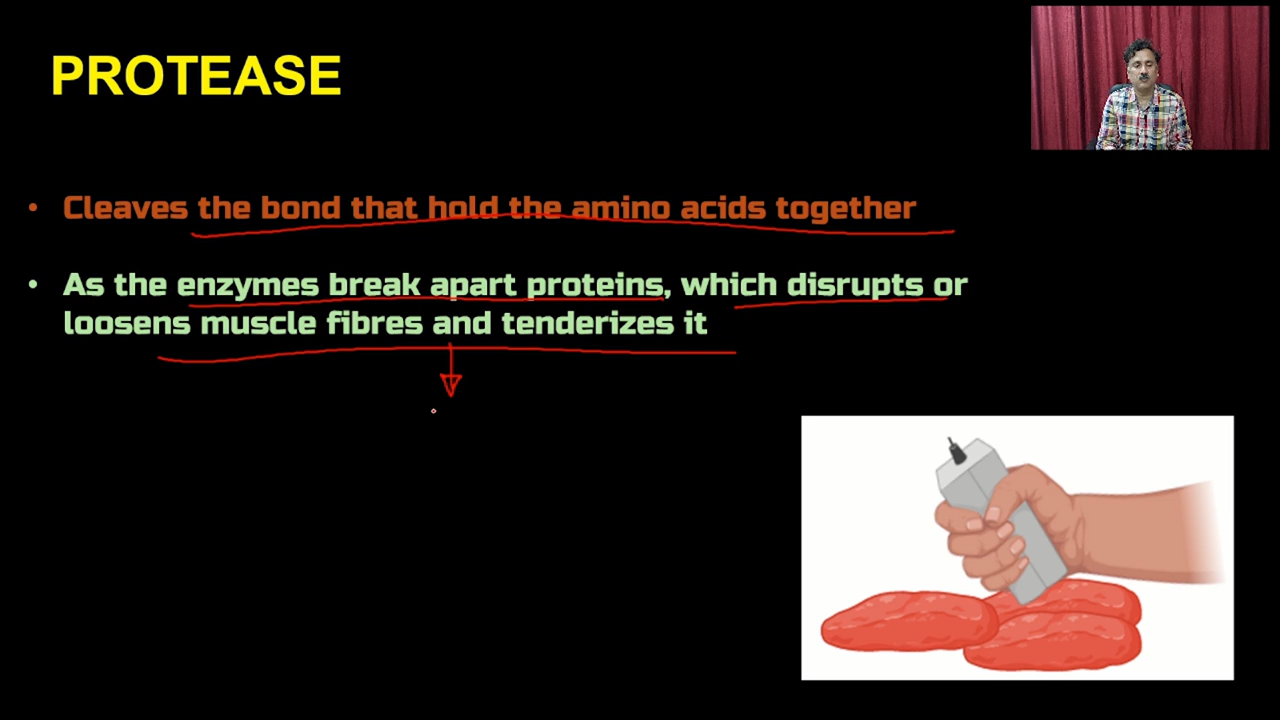 PROTEASE
• Cleaves the bond that hold the amino acids together
• As the enzymes break apart proteins, which disrupts or
loosens muscle fibres and tenderizes it